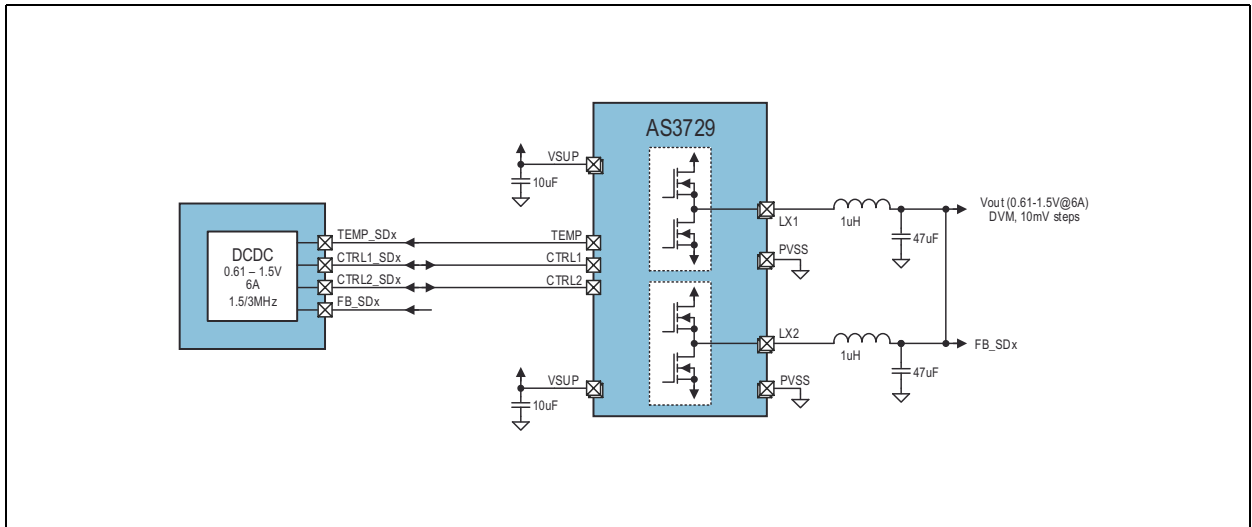 AS3729
VSUP
10uF
DCDC
0.61 – 1.5V
6A
1.5/3MHz
TEMP_SDx
CTRL1_SDx
CTRL2_SDx
FB_SDx
TEMP
CTRL1
CTRL2
VSUP
10uF
LX1
PVSS
1uH
47uF
Vout (0.61-1.5V@6A)
DVM, 10mV steps
LX2
PVSS
1uH
47uF
FB_SDx